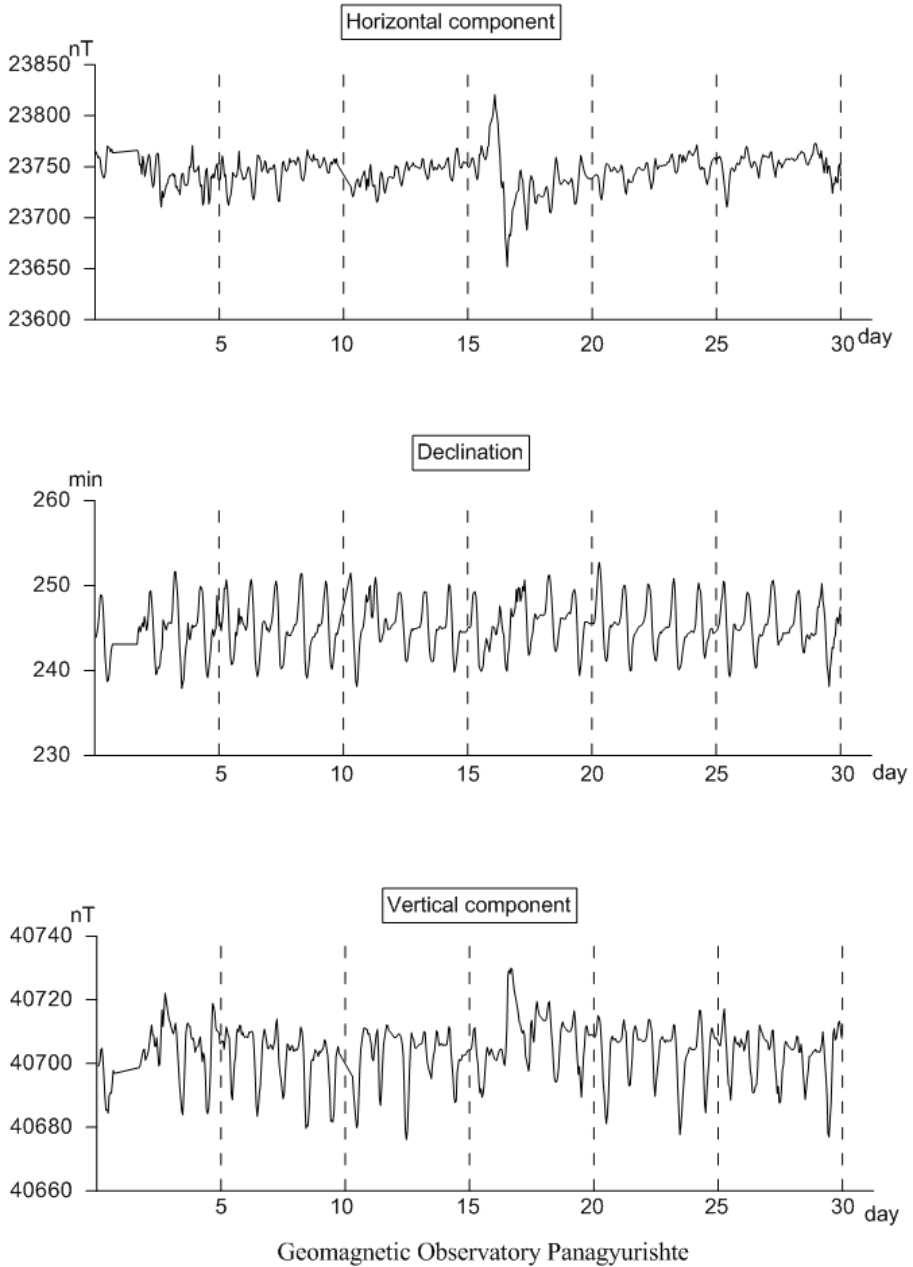 Horizontal component
nT
23850
23800
23750
23700
23650
23600
5 10 15 20 25 30 day
Declination
min
260
250
240
230
5 10 15 20 25 30 day
Vertical component
nT
40740
40720
40700
40680
40660
5 10 15 20 25 30 day
Geomagnetic Observatory Panagyurishte